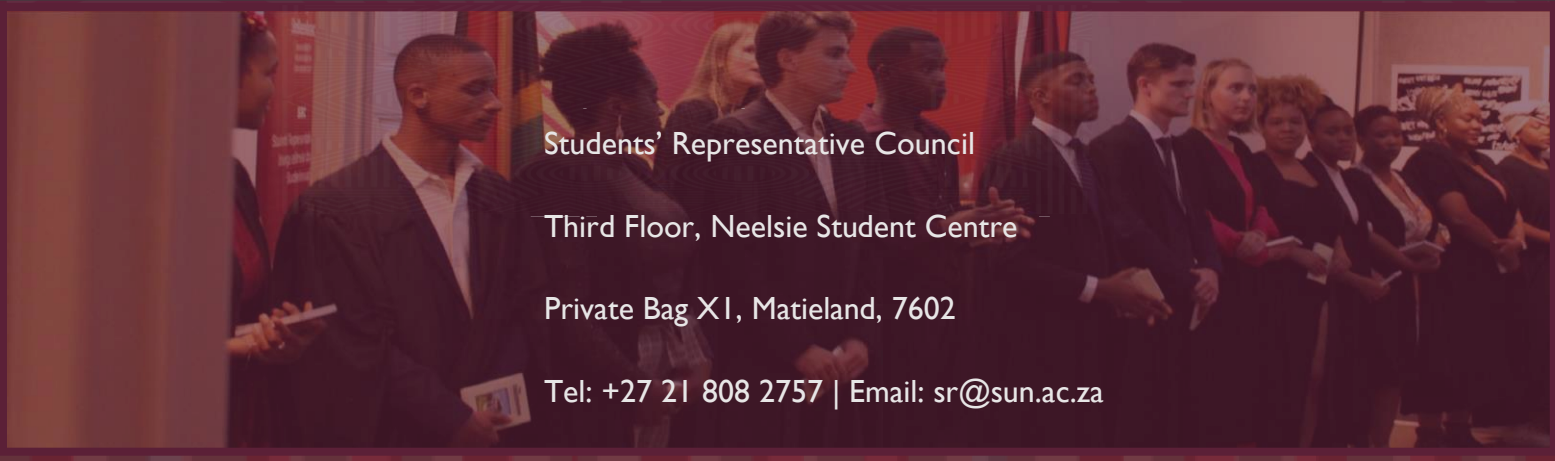 Students’ Representative Council
Third Floor, Neelsie Student Centre
Private Bag X1, Matieland, 7602
Tel: +27 21 808 2757 | Email: sr@sun.ac.za